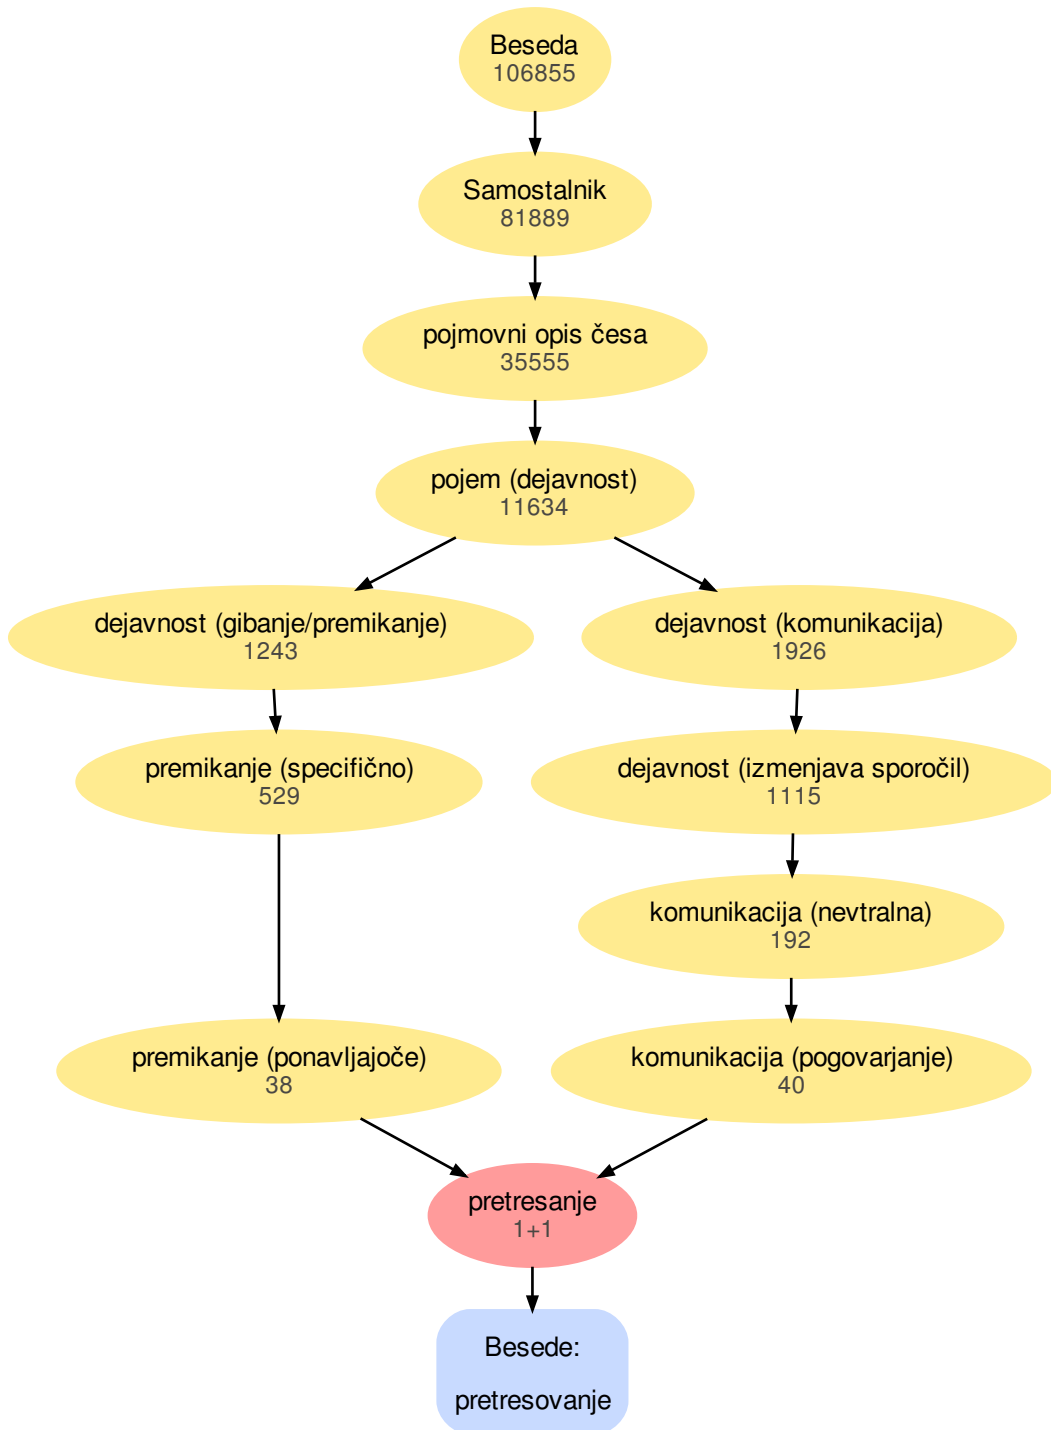 Beseda
106855
Samostalnik
81889
pojmovni opis česa
35555
pojem (dejavnost)
11634
dejavnost (gibanje/premikanje)
1243
dejavnost (komunikacija)
1926
premikanje (specifično)
529
dejavnost (izmenjava sporočil)
1115
komunikacija (nevtralna)
192
premikanje (ponavljajoče)
38
komunikacija (pogovarjanje)
40
pretresanje
1+1
Besede:
pretresovanje